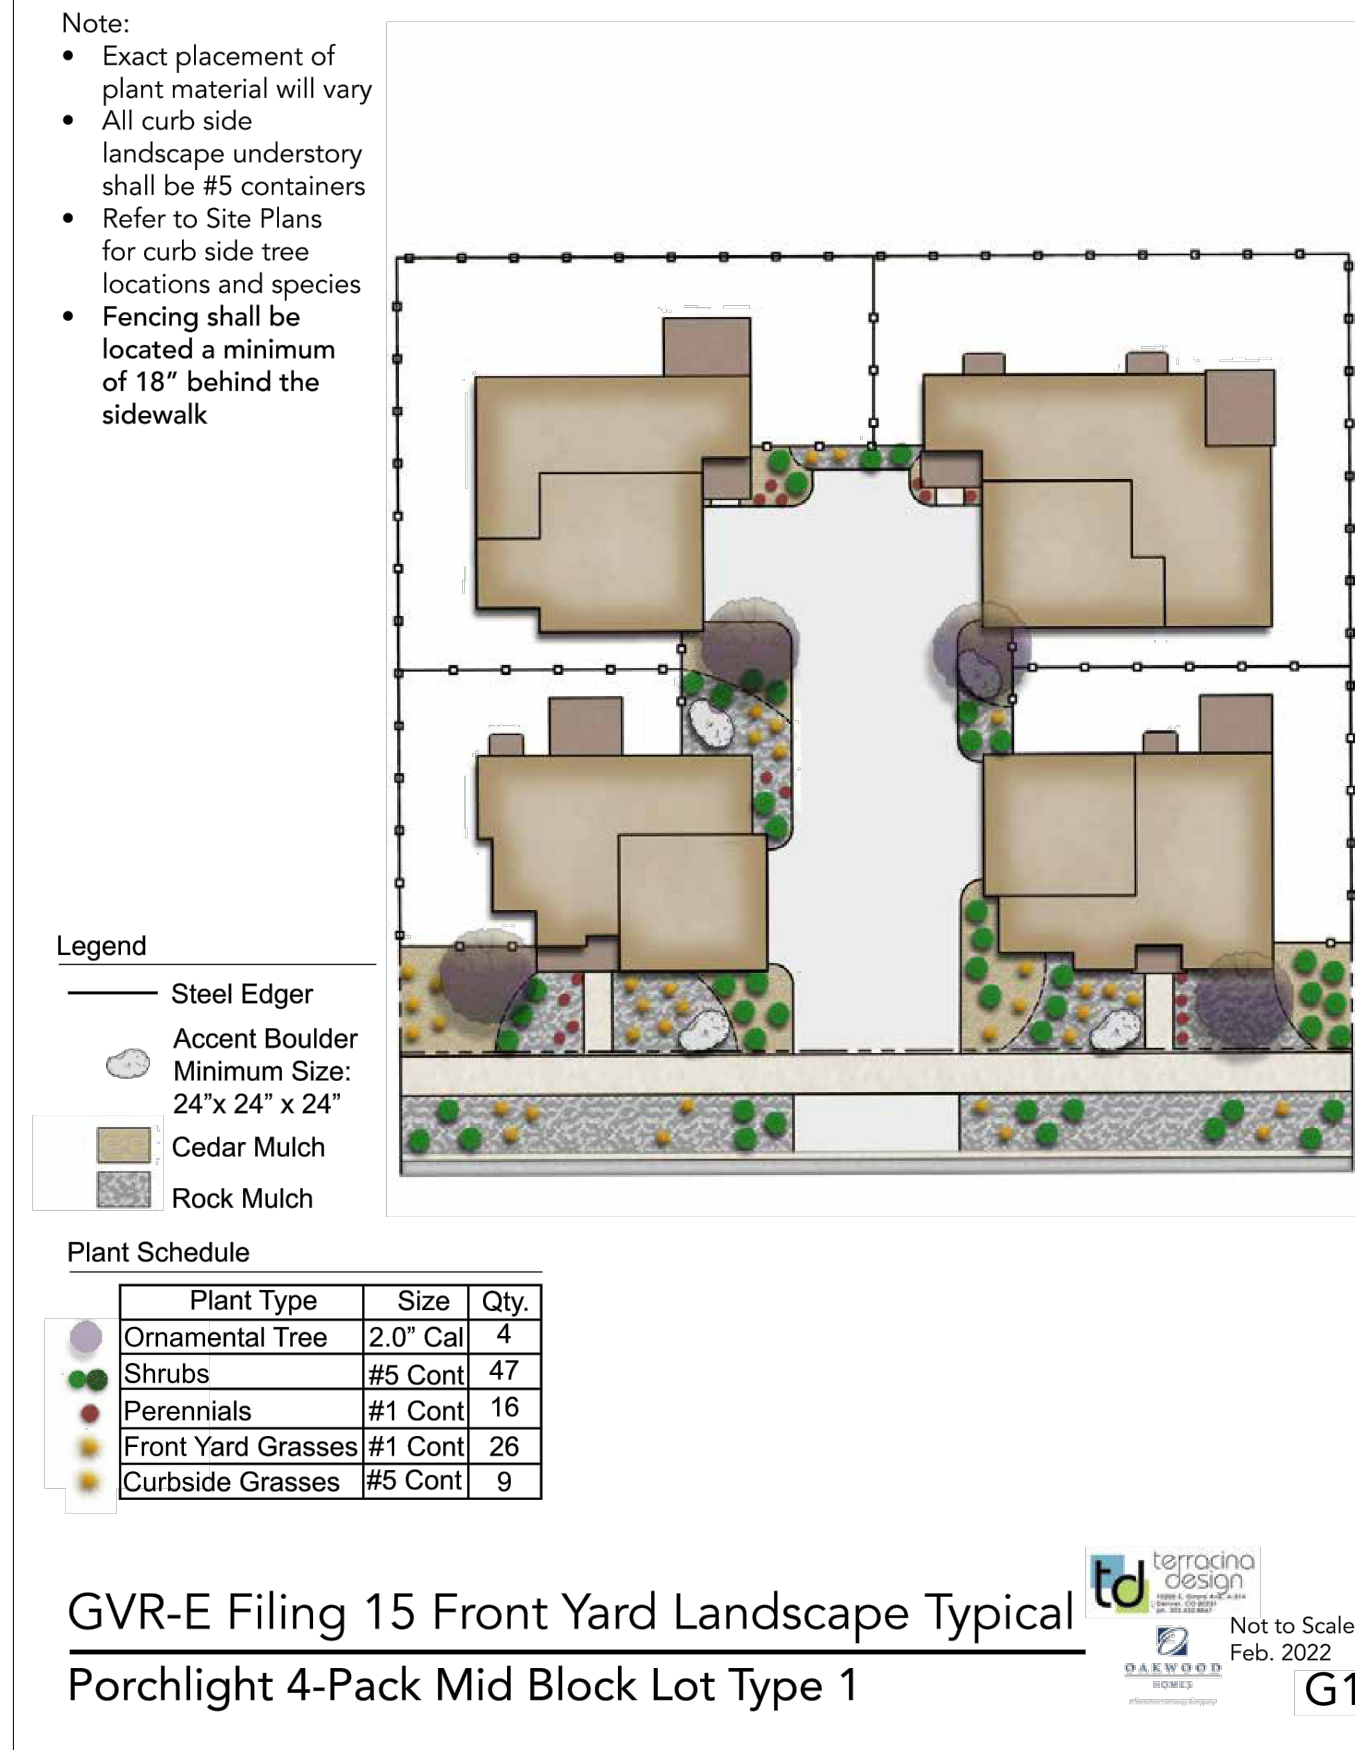 Note:
• Exact placement of
plant material will vary
• All curb side
landscape understory
shall be #5 containers
• Refer to Site Plans
for curb side tree
locations and species
• Fencing shall be
located a minimum
of 18” behind the
sidewalk
Legend
Steel Edger
Accent Boulder
Minimum Size:
24”x 24” x 24”
Cedar Mulch
Rock Mulch
Plant Schedule
Plant Type Size Qty.
Ornamental Tree 2.0” Cal 4
Shrubs #5 Cont 47
Perennials #1 Cont 16
Front Yard Grasses #1 Cont 26
Curbside Grasses #5 Cont 9
GVR-E Filing 15 Front Yard Landscape Typical
Porchlight 4-Pack Mid Block Lot Type 1
td
terracina
design
OAKWOOD
HOMES
Not to Scale
Feb. 2022
G1